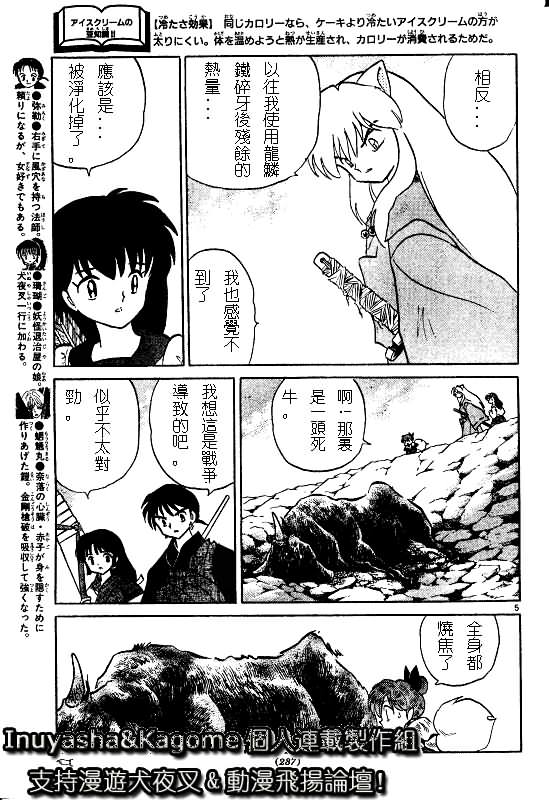 アイスクリームの
豆知識!!
【冷たさ効果】 同じカロリーなら、ケーキより冷たいアイスクリームの方が
太りにくい。体を温めようと熱が生産され、カロリーが消費されるためだ。
相反…
以往我使用龍鱗
鐵碎牙後殘餘的
熱量…
我也感覺不
到了
應該是…
被淨化掉了。
●弥勒●右手に風穴を持つ法師。
頼りになるが、女好きでもある。
●珊瑚●妖怪退治屋の娘。
犬夜叉一行に加わる。
●魍魎丸●奈落の心臓・赤子が身を隠すために
作りあげた鎧。金剛槍破を吸収して強くなった。
啊!那裏
是一頭死
牛。
我想這是戰爭
導致的吧。
似乎不太對
勁。
5
全身都
燒焦了
(287)
Inuyasha&Kagome 個人連載製作組
支持漫遊犬夜叉&動漫飛揚論壇!